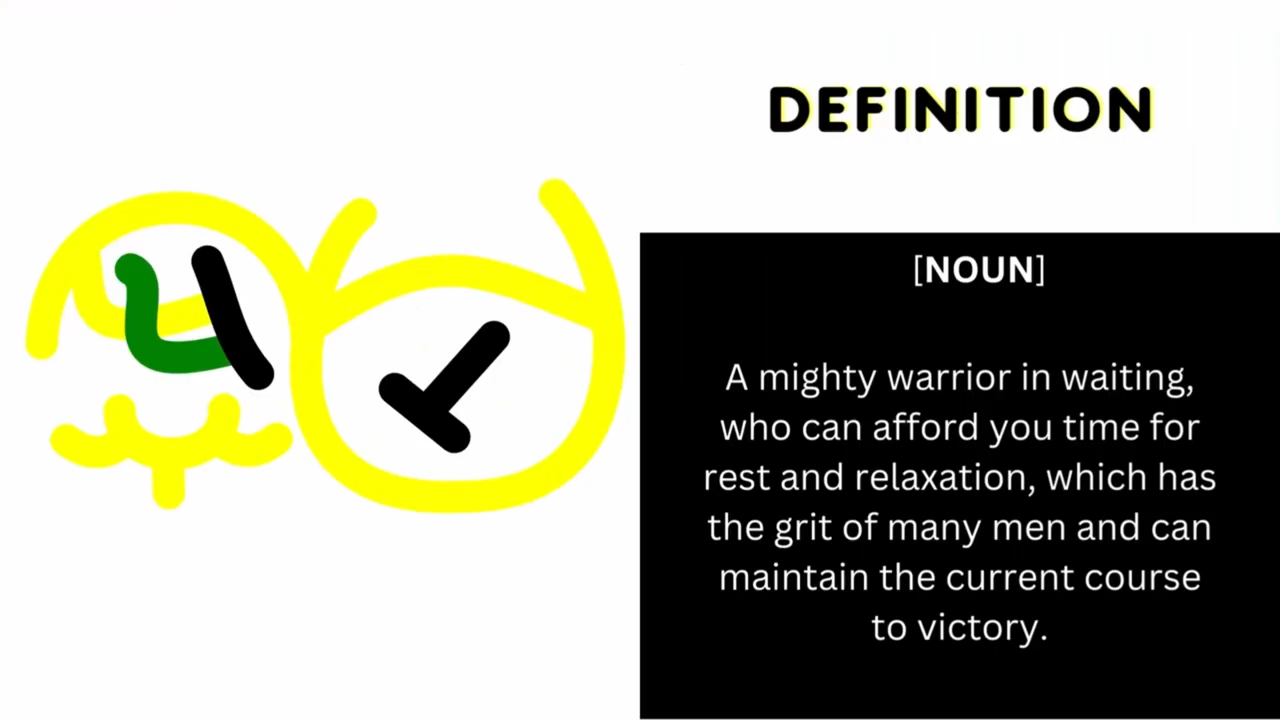 DEFINITION
[NOUN]
A mighty warrior in waiting,
who can afford you time for
rest and relaxation, which has
the grit of many men and can
maintain the current course
to victory.